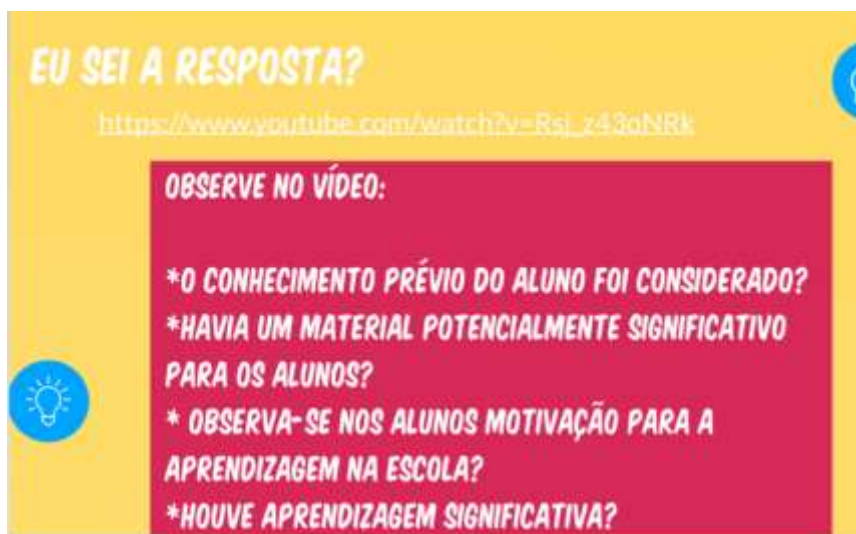 EU SEI A RESPOSTA?
https://www.youtube.com/watch?v=Rsj_z43oNRk
OBSERVE NO VÍDEO:
*O CONHECIMENTO PRÉVIO DO ALUNO FOI CONSIDERADO?
*HAVIA UM MATERIAL POTENCIALMENTE SIGNIFICATIVO
PARA OS ALUNOS?
* OBSERVA-SE NOS ALUNOS MOTIVAÇÃO PARA A
APRENDIZAGEM NA ESCOLA?
*HOUVE APRENDIZAGEM SIGNIFICATIVA?